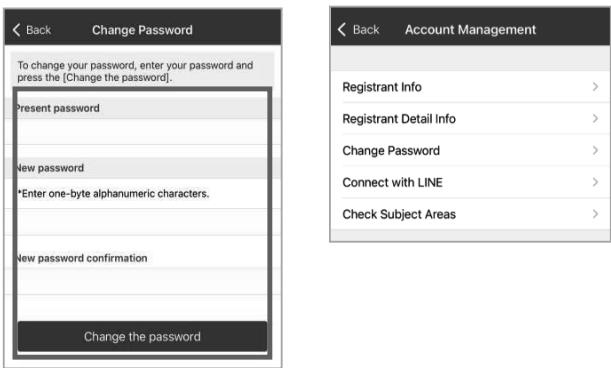 Back Change Password
To change your password, enter your password and
press the [Change the password].
Present password
New password
*Enter one-byte alphanumeric characters.
New password confirmation
Change the password
Back Account Management
Registrant Info
Registrant Detail Info
Change Password
Connect with LINE
Check Subject Areas